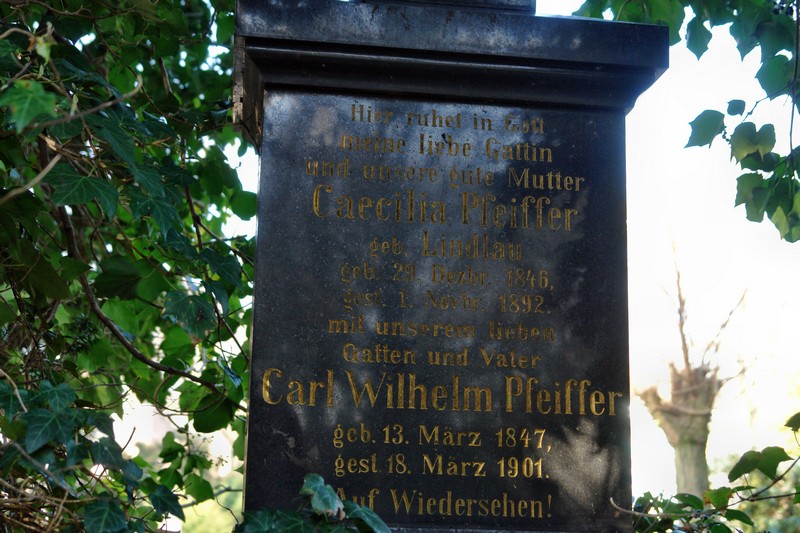 Hier ruhet in Gott
meine liebe Gattin
und unsere gute Mutter
Caecilia Pfeiffer
geb. Lindlau
geb. 29. Dezbr. 1846,
gest. 1. Novbr. 1892.
mit unserem lieben
Gatten und Vater
Carl Wilhelm Pfeiffer
geb. 13. März 1847,
gest. 18. März 1901.
Auf Wiedersehen!